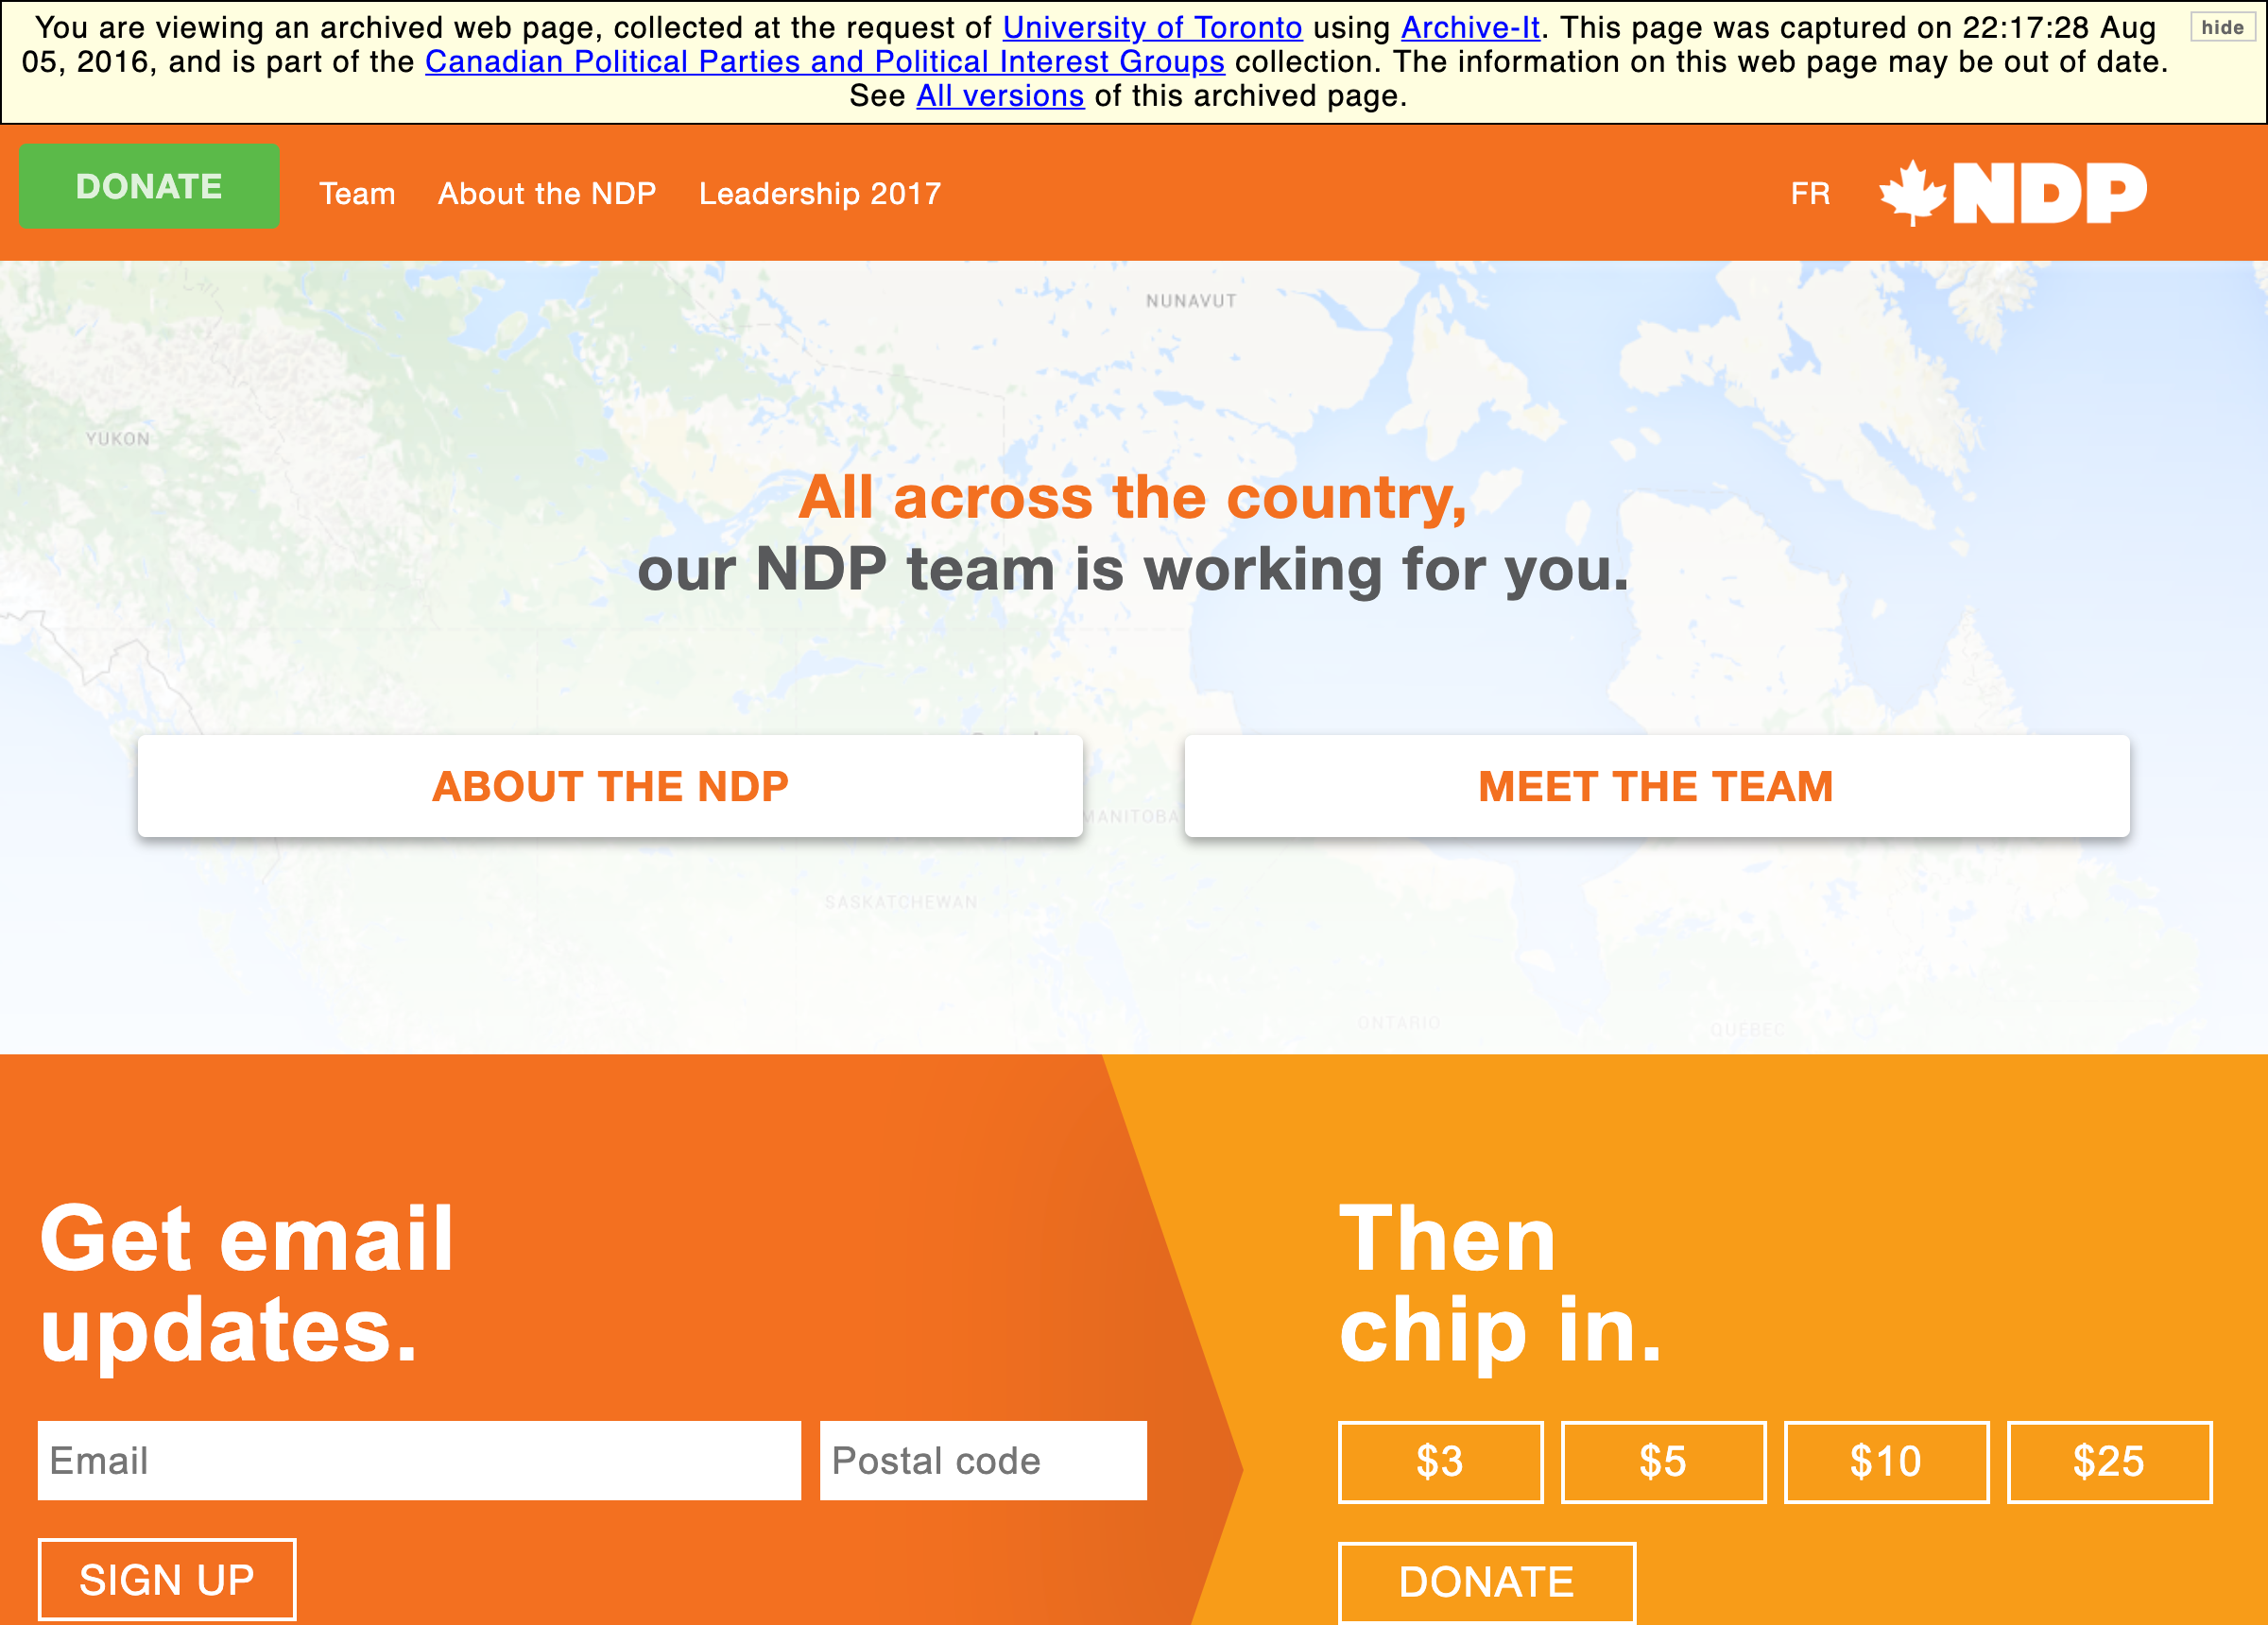 You are viewing an archived web page, collected at the request of University of Toronto using Archive-It. This page was captured on 22:17:28 Aug
05, 2016, and is part of the Canadian Political Parties and Political Interest Groups collection. The information on this web page may be out of date.
See All versions of this archived page.
hide
DONATE
Team
About the NDP
Leadership 2017
FR
NDP
NUNAVUT
YUKON
All across the country,
our NDP team is working for you.
ABOUT THE NDP
MEET THE TEAM
MANITOBA
SASKATCHEWAN
ONTARIO
QUEBEC
Get email
updates.
Then
chip in.
Email
Postal code
$3
$5
$10
$25
SIGN UP
DONATE